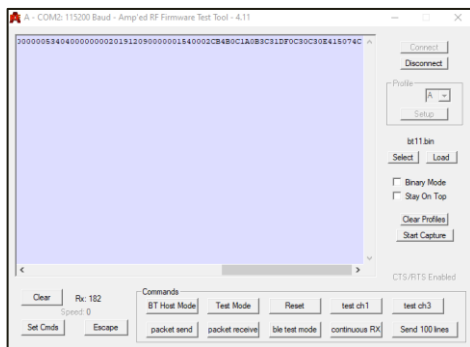 A - COM2: 115200 Baud - Amp'ed RF Firmware Test Tool - 4.11
300000053404000000000201912090000001540002CB4B0C1A0B3C31DF0C30C30E415074C
Connect
Disconnect
Profile
A
Setup
bt11.bin
Select
Load
Binary Mode
Stay On Top
Clear Profiles
Start Capture
CTS/RTS Enabled
Clear
Rx: 182
Speed: 0
Set Cmds
Escape
Commands
BT Host Mode
Test Mode
Reset
test ch1
test ch3
packet send
packet receive
ble test mode
continuous RX
Send 100 lines